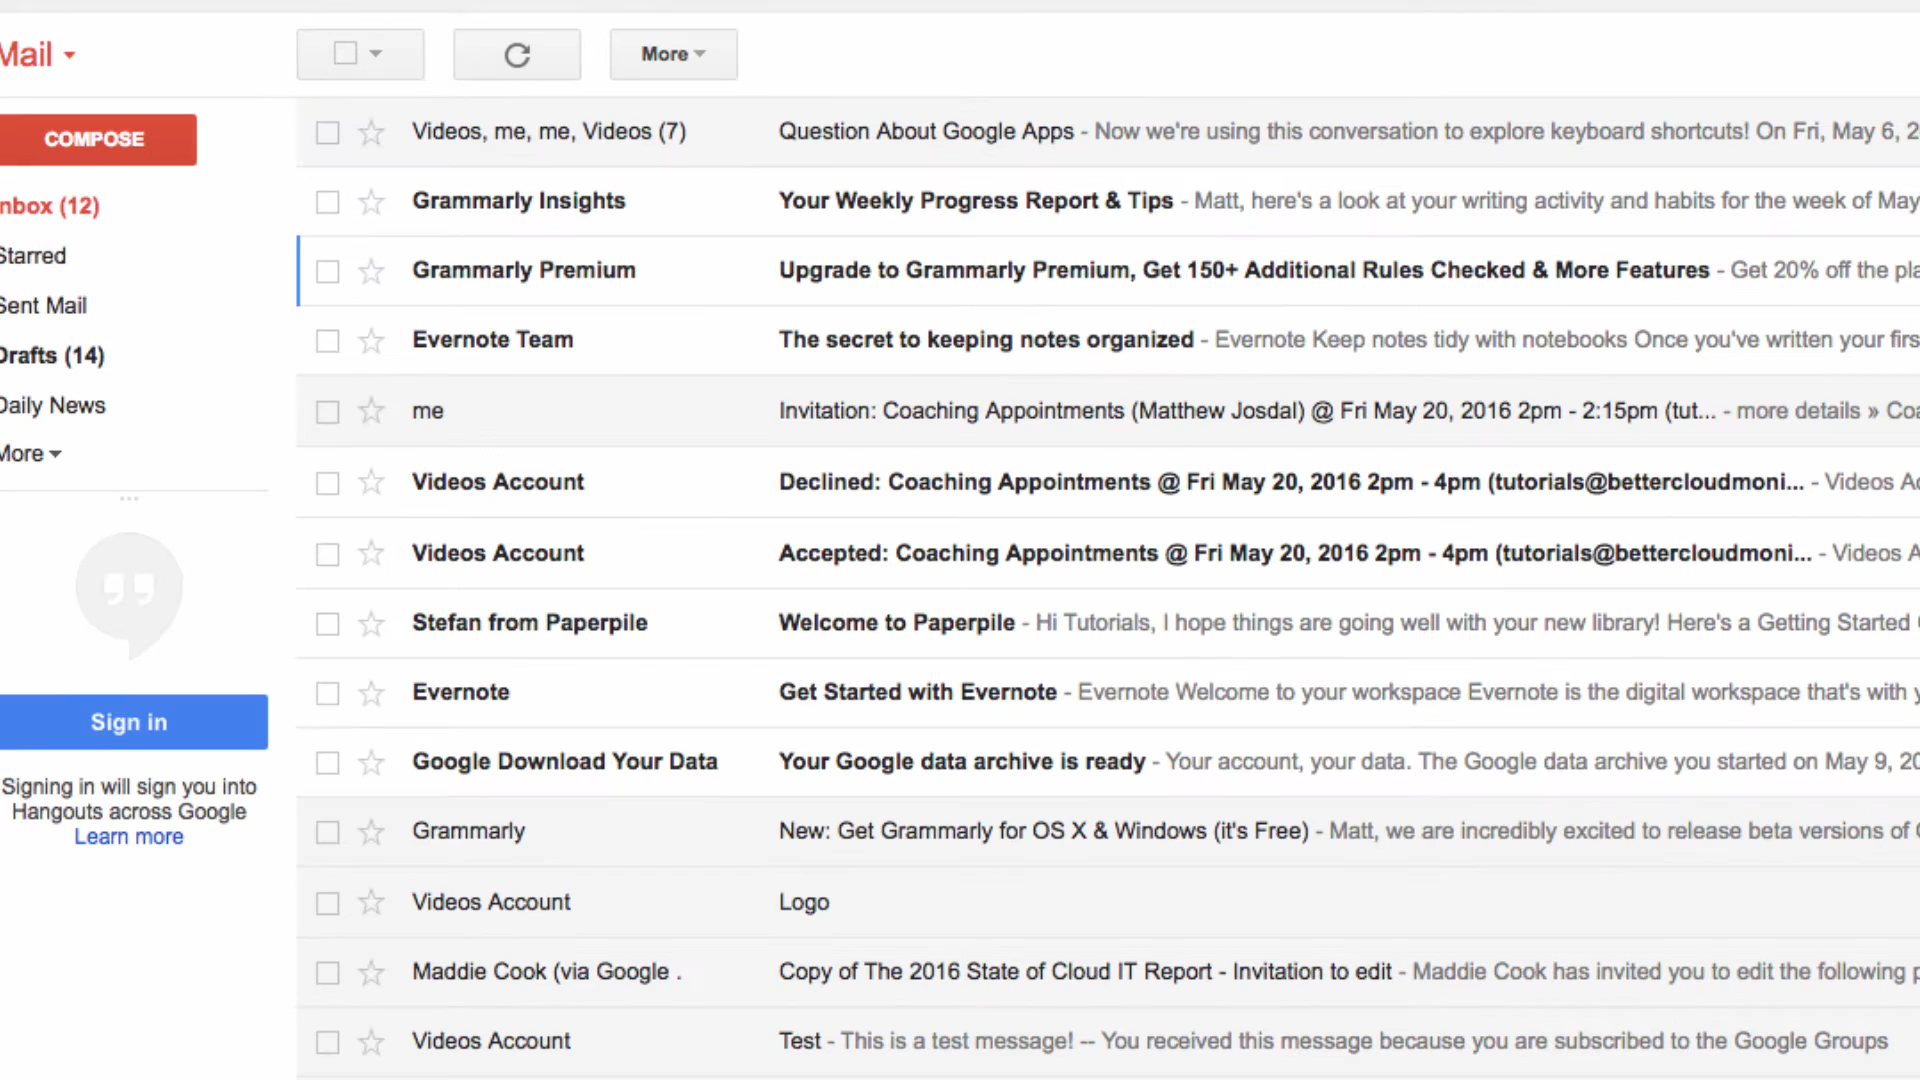 Mail
More
COMPOSE
Videos, me, me, Videos (7) Question About Google Apps - Now we're using this conversation to explore keyboard shortcuts! On Fri, May 6, 2
nbox (12)
Grammarly Insights Your Weekly Progress Report & Tips - Matt, here's a look at your writing activity and habits for the week of May
Starred
Grammarly Premium Upgrade to Grammarly Premium, Get 150+ Additional Rules Checked & More Features - Get 20% off the pla
Sent Mail
Evernote Team The secret to keeping notes organized - Evernote Keep notes tidy with notebooks Once you've written your firs
Drafts (14)
Daily News
me Invitation: Coaching Appointments (Matthew Josdal) @ Fri May 20, 2016 2pm - 2:15pm (tut... - more details » Coa
More
Videos Account Declined: Coaching Appointments @ Fri May 20, 2016 2pm - 4pm (tutorials@bettercloudmoni... - Videos Ac
Videos Account Accepted: Coaching Appointments @ Fri May 20, 2016 2pm - 4pm (tutorials@bettercloudmoni... - Videos A
Stefan from Paperpile Welcome to Paperpile - Hi Tutorials, I hope things are going well with your new library! Here's a Getting Started
Evernote Get Started with Evernote - Evernote Welcome to your workspace Evernote is the digital workspace that's with y
Sign in
Google Download Your Data Your Google data archive is ready - Your account, your data. The Google data archive you started on May 9, 20
Signing in will sign you into
Hangouts across Google
Learn more
Grammarly New: Get Grammarly for OS X & Windows (it's Free) - Matt, we are incredibly excited to release beta versions of
Videos Account Logo
Maddie Cook (via Google . Copy of The 2016 State of Cloud IT Report - Invitation to edit - Maddie Cook has invited you to edit the following p
Videos Account Test - This is a test message! -- You received this message because you are subscribed to the Google Groups